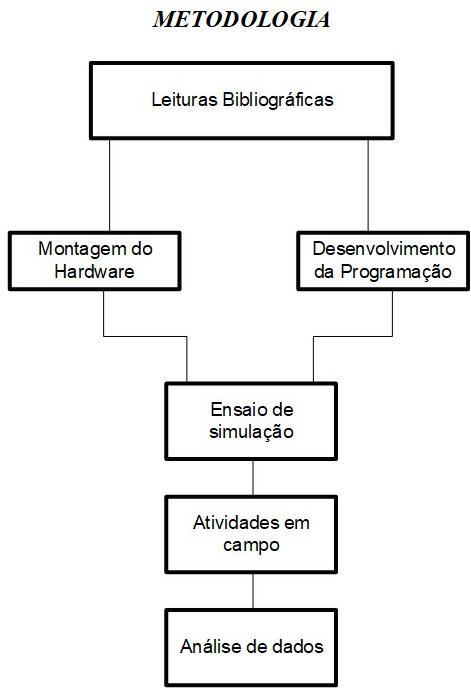 METODOLOGIA
Leituras Bibliográficas
Montagem do
Hardware
Desenvolvimento
da Programação
Ensaio de
simulação
Atividades em
campo
Análise de dados